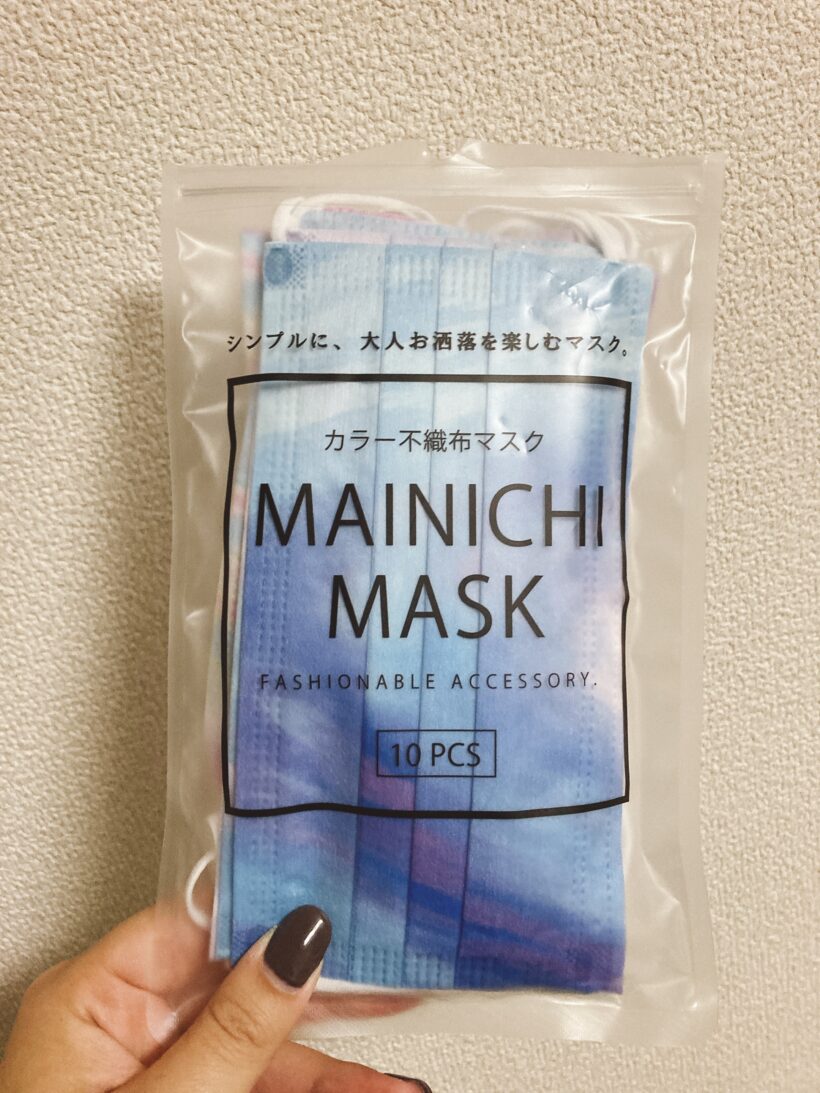 シンプルに、大人お洒落を楽しむマスク。
カラー不織布マスク
MAINICHI
MASK
FASHIONABLE ACCESSORY.
10 PCS